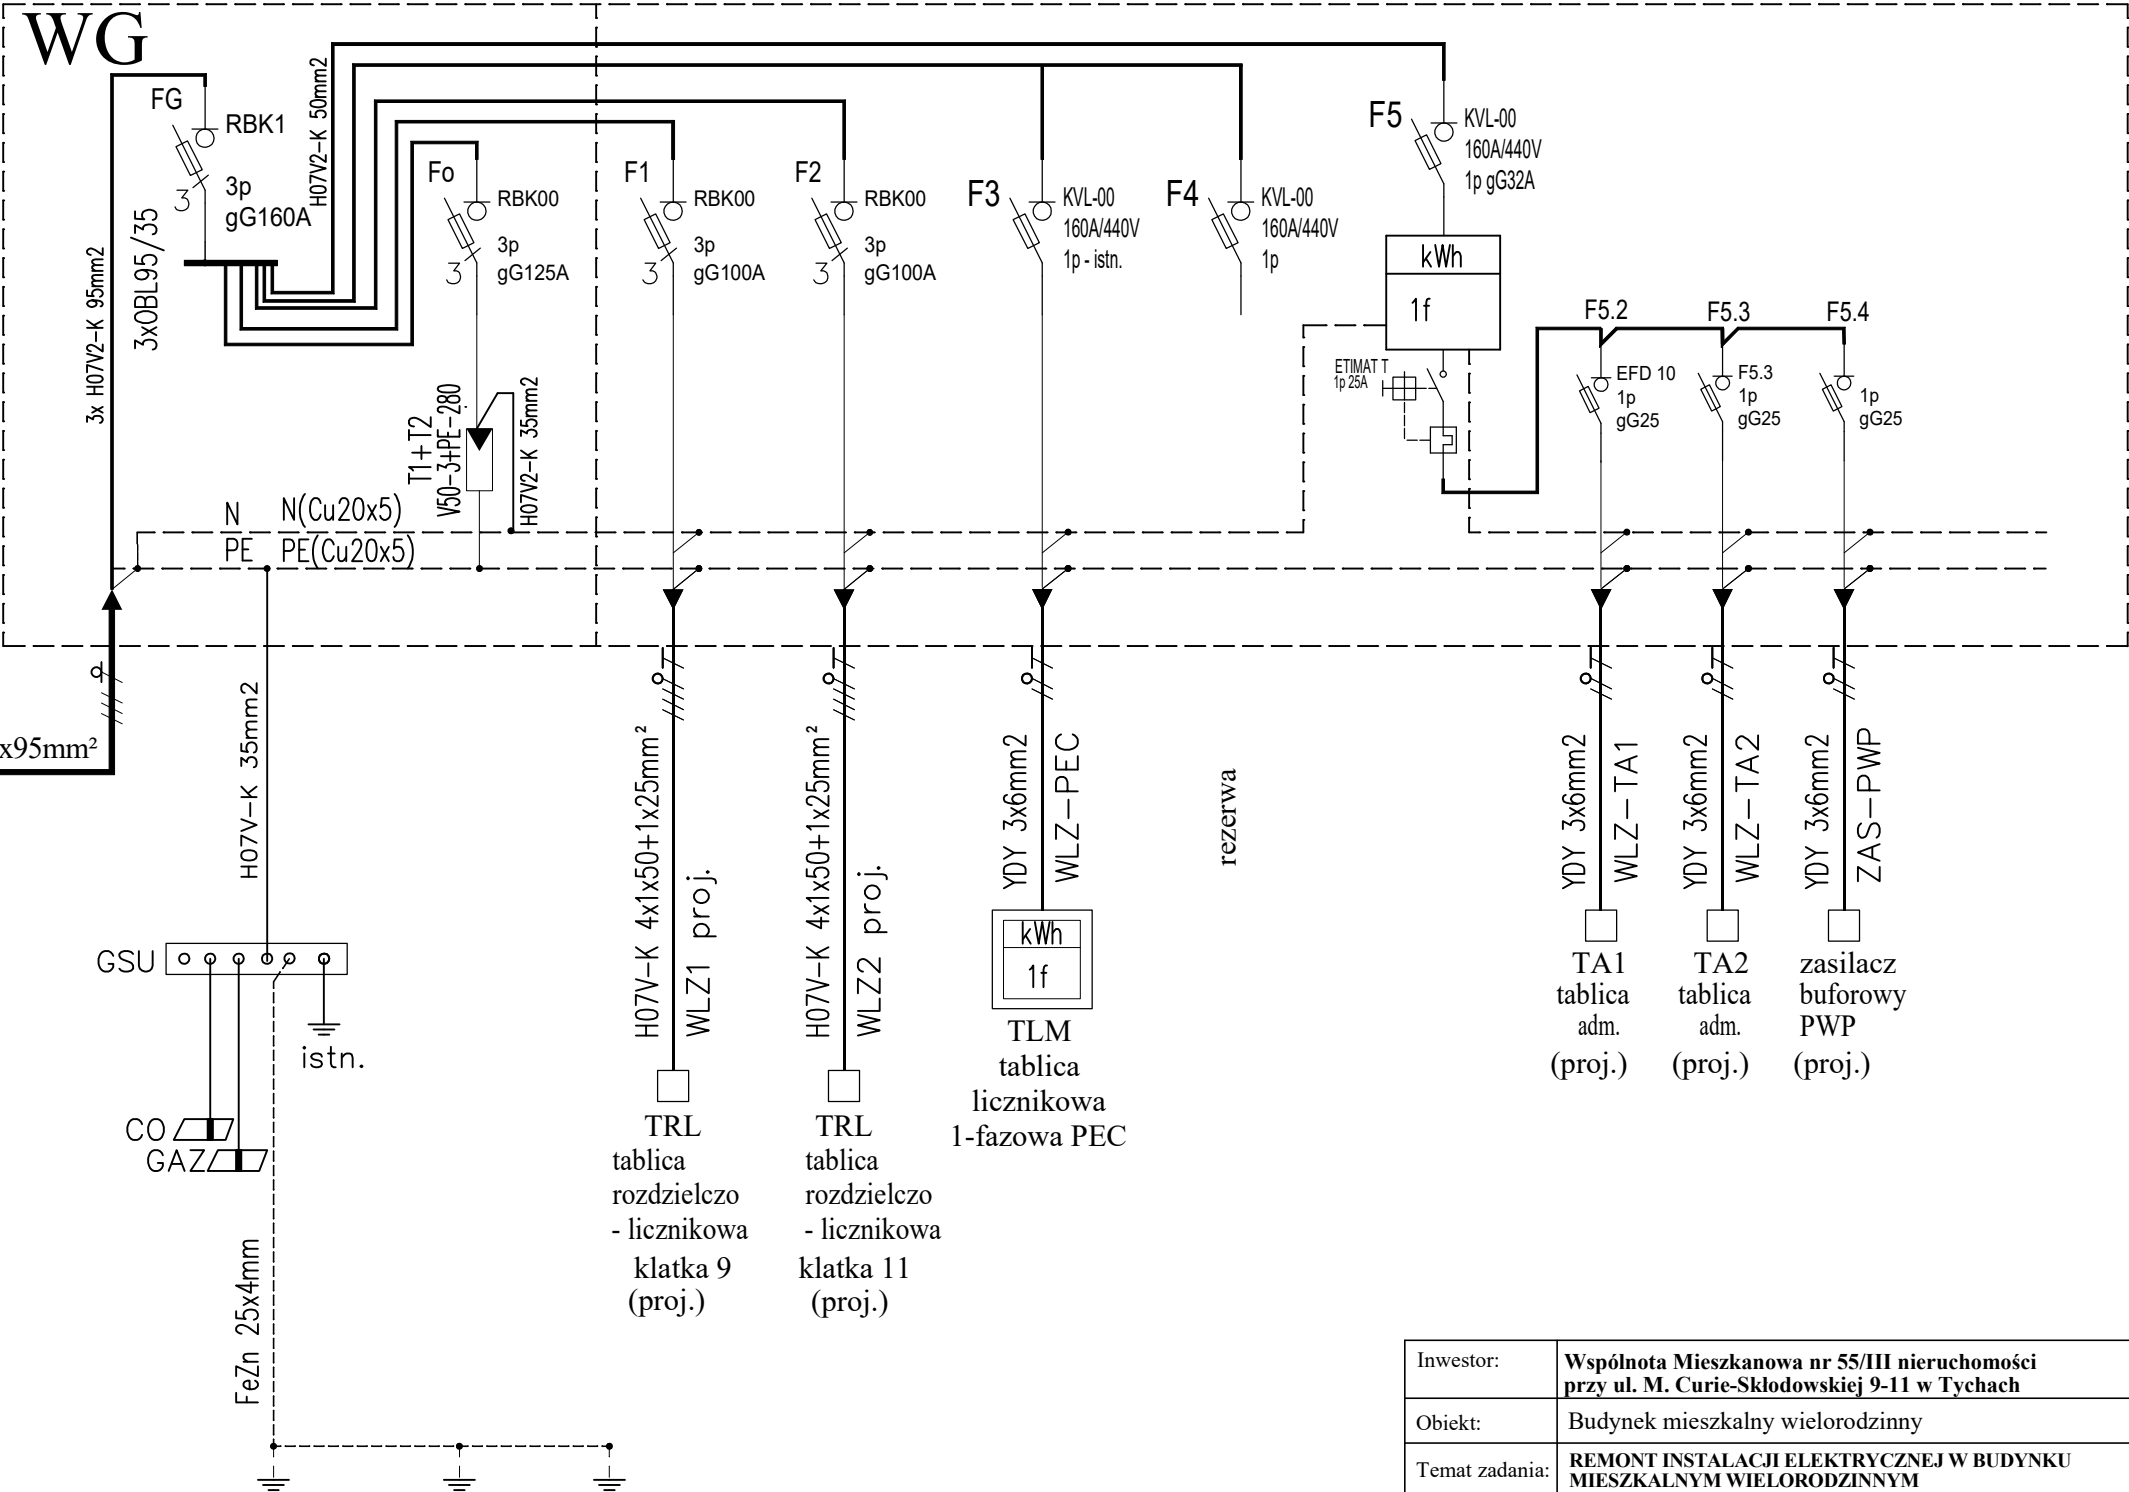 WG
FG
RBK1
3
3p
gG160A
3x H07V2-K 95mm2
3xOBL95/35
H07V2-K 50mm2
Fo
RBK00
3
3p
gG125A
F1
RBK00
3
3p
gG100A
F2
RBK00
3
3p
gG100A
F3
KVL-00
160A/440V
1p - istn.
F4
KVL-00
160A/440V
1p
F5
KVL-00
160A/440V
1p gG32A
kWh
1f
ETIMAT T
1p 25A
F5.2
EFD 10
1p
gG25
F5.3
F5.3
1p
gG25
F5.4
1p
gG25
T1+T2
V50-3+PE-280
H07V2-K 35mm2
N N(Cu20x5)
PE PE(Cu20x5)
x95mm²
H07V-K 35mm2
GSU
istn.
CO
GAZ
FeZn 25x4mm
H07V-K 4x1x50+1x25mm²
WLZ1 proj.
TRL
tablica
rozdzielczo
- licznikowa
klatka 9
(proj.)
H07V-K 4x1x50+1x25mm²
WLZ2 proj.
TRL
tablica
rozdzielczo
- licznikowa
klatka 11
(proj.)
YDY 3x6mm2
WLZ-PEC
kWh
1f
TLM
tablica
licznikowa
1-fazowa PEC
rezerwa
YDY 3x6mm2
WLZ-TA1
TA1
tablica
adm.
(proj.)
YDY 3x6mm2
WLZ-TA2
TA2
tablica
adm.
(proj.)
YDY 3x6mm2
ZAS-PWP
zasilacz
buforowy
PWP
(proj.)
Inwestor: Wspólnota Mieszkanowa nr 55/III nieruchomości
przy ul. M. Curie-Skłodowskiej 9-11 w Tychach
Obiekt: Budynek mieszkalny wielorodzinny
Temat zadania: REMONT INSTALACJI ELEKTRYCZNEJ W BUDYNKU
MIESZKALNYM WIELORODZINNYM